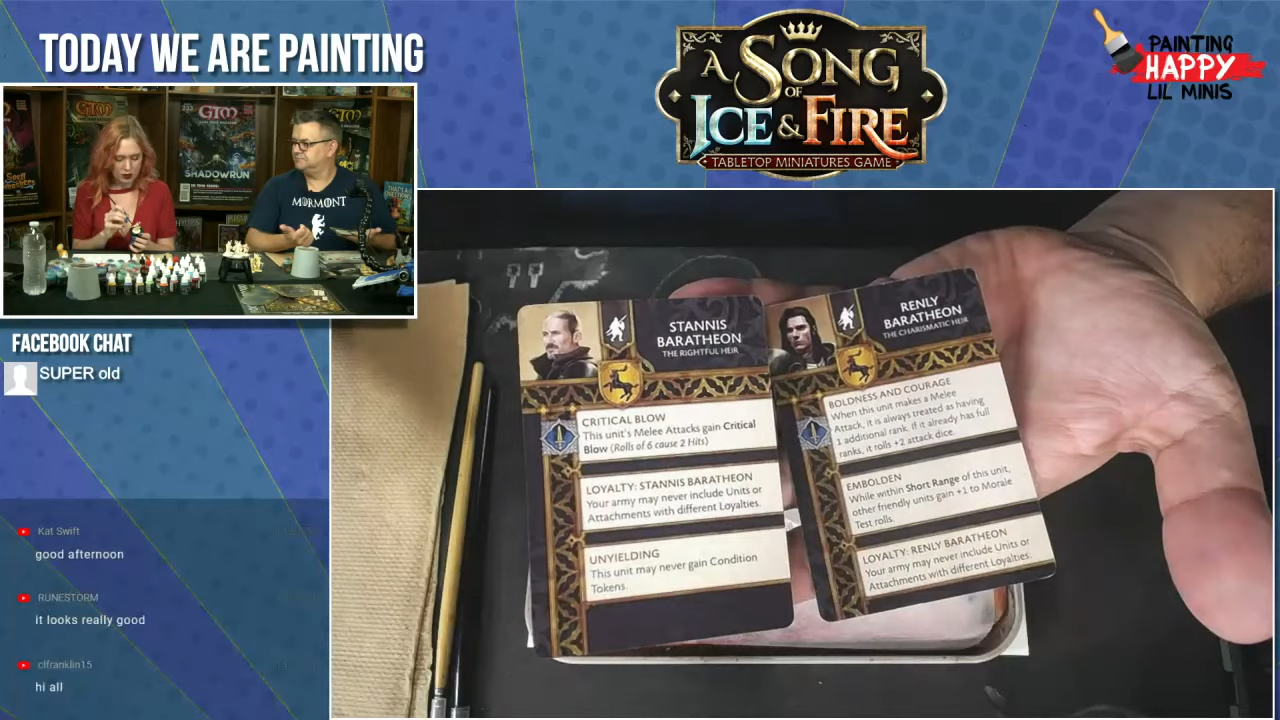 TODAY WE ARE PAINTING
A SONG
OF
ICE & FIRE
TABLETOP MINIATURES GAME
PAINTING
HAPPY
LIL MINIS
GTM
GTM
SHADOWRUN
GTM
MORMONT
FACEBOOK CHAT
SUPER old
Kat Swift
good afternoon
RUNESTORM
it looks really good
clfranklin15
hi all
STANNIS
BARATHEON
THE RIGHTFUL HEIR
CRITICAL BLOW
This unit's Melee Attacks gain Critical
Blow (Rolls of 6 cause 2 Hits)
LOYALTY: STANNIS BARATHEON
Your army may never include Units or
Attachments with different Loyalties.
UNYIELDING
This unit may never gain Condition
Tokens.
RENLY
BARATHEON
THE CHARISMATIC HEIR
BOLDNESS AND COURAGE
When this unit makes a Melee
Attack, it is always treated as having
1 additional rank. If it already has full
ranks, it rolls +2 attack dice.
EMBOLDEN
While within Short Range of this unit,
other friendly units gain +1 to Morale
Test rolls.
LOYALTY: RENLY BARATHEON
Your army may never include Units or
Attachments with different Loyalties.